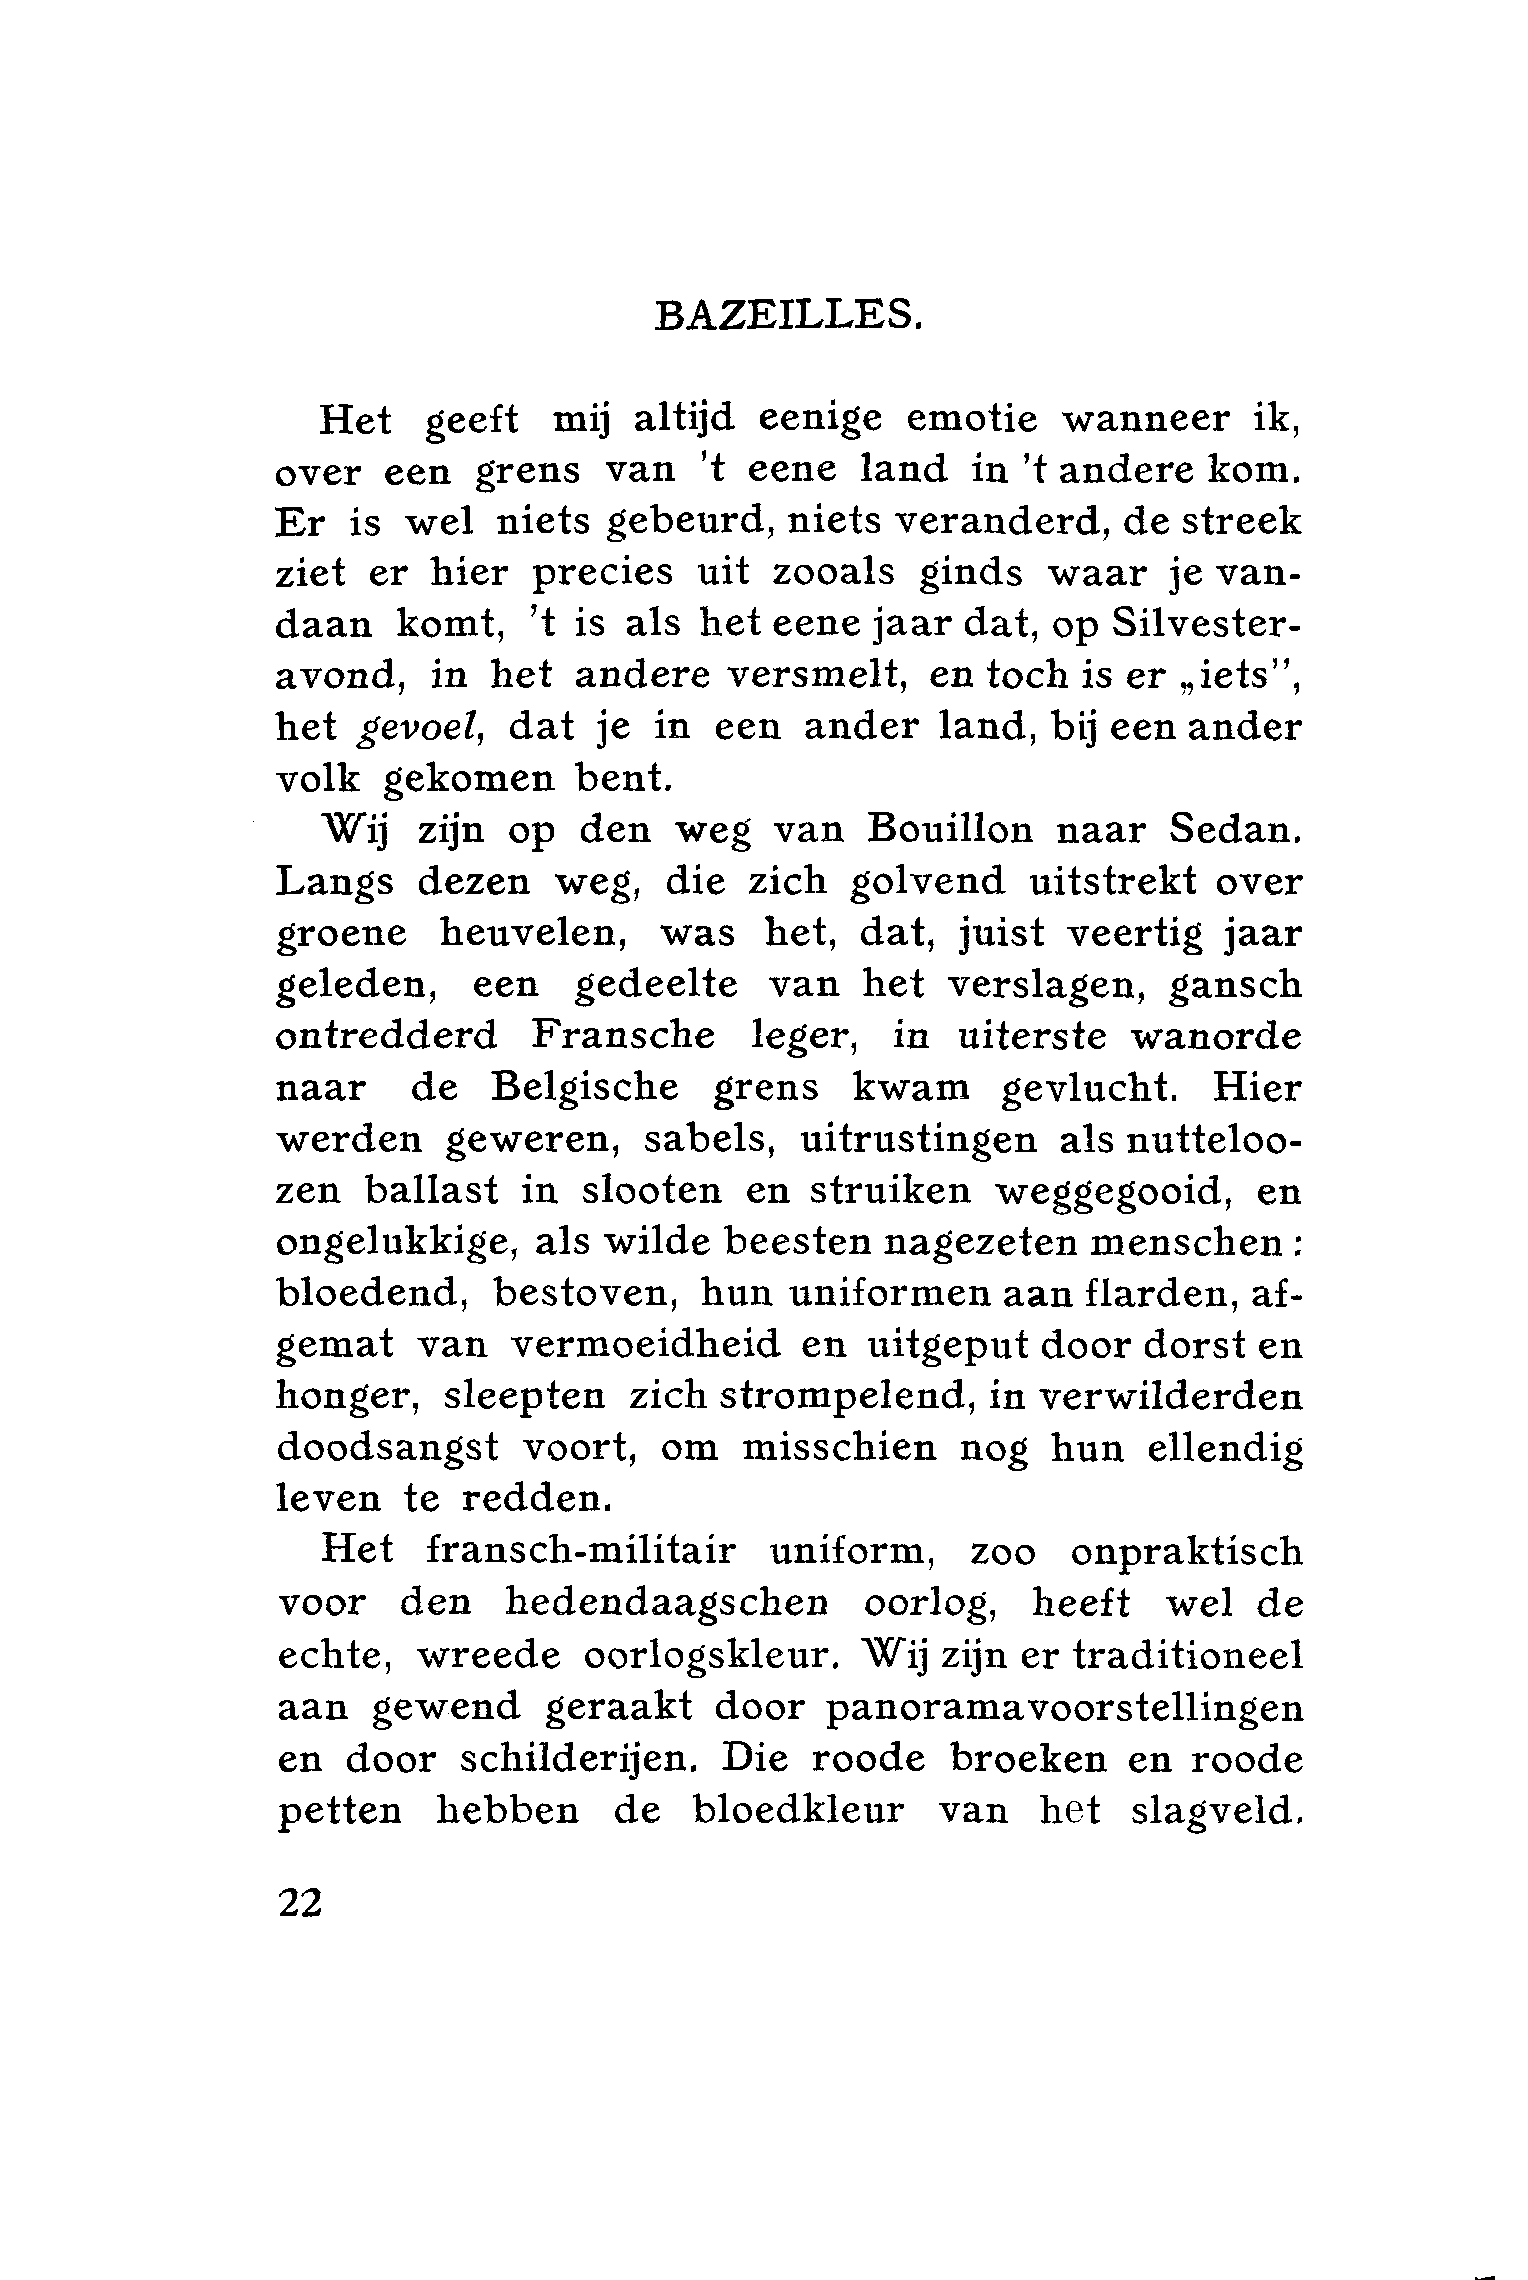 BAZEILLES.
Het geeft mij altijd eenige emotie wanneer ik,
over een grens van 't eene land in 't andere kom.
Er is wel niets gebeurd, niets veranderd, de streek
ziet er hier precies uit zooals ginds waar je van-
daan komt, 't is als het eene jaar dat, op Silvester-
avond, in het andere versmelt, en toch is er „iets”,
het gevoel, dat je in een ander land, bij een ander
volk gekomen bent.
Wij zijn op den weg van Bouillon naar Sedan.
Langs dezen weg, die zich golvend uitstrekt over
groene heuvelen, was het, dat, juist veertig jaar
geleden, een gedeelte van het verslagen, gansch
ontredderd Fransche leger, in uiterste wanorde
naar de Belgische grens kwam gevlucht. Hier
werden geweren, sabels, uitrustingen als nutteloo-
zen ballast in slooten en struiken weggegooid, en
ongelukkige, als wilde beesten nagezeten menschen :
bloedend, bestoven, hun uniformen aan flarden, af-
gemat van vermoeidheid en uitgeput door dorst en
honger, sleepten zich strompelend, in verwilderden
doodsangst voort, om misschien nog hun ellendig
leven te redden.
Het fransch-militair uniform, zoo onpraktisch
voor den hedendaagschen oorlog, heeft wel de
echte, wreede oorlogskleur. Wij zijn er traditioneel
aan gewend geraakt door panoramavoorstellingen
en door schilderijen. Die roode broeken en roode
petten hebben de bloedkleur van het slagveld.
22